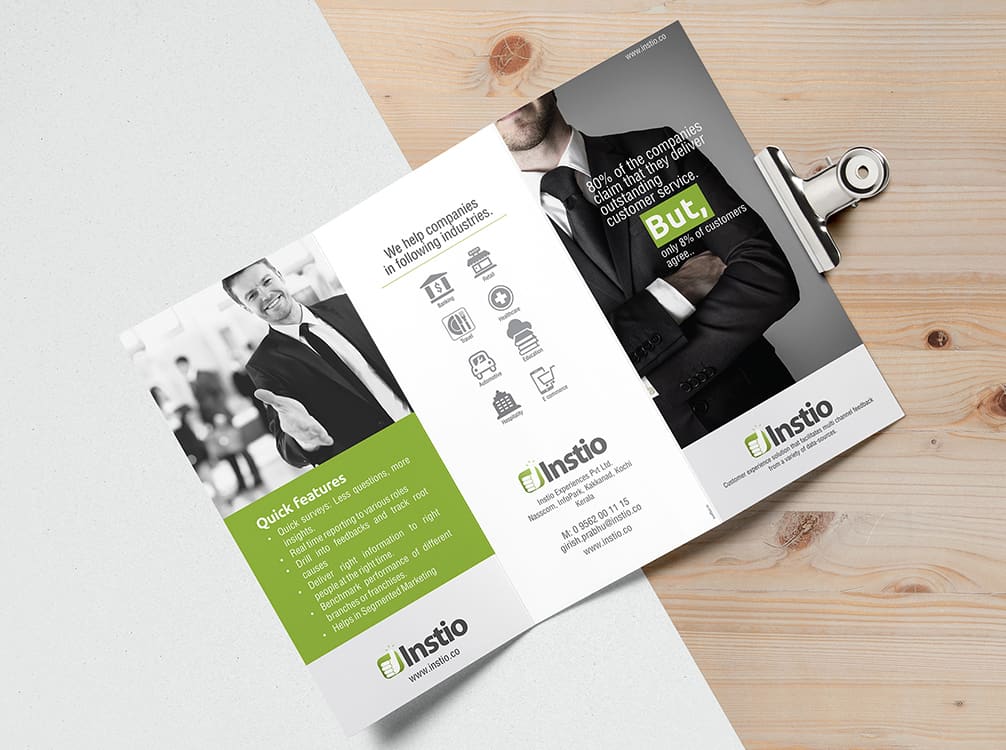 Quick features
• Quick surveys: Less questions, more
insights.
• Real time reporting to various roles
• Drill into feedbacks and track root
causes
• Deliver right information to right
people at the right time.
• Benchmark performance of different
branches or franchises
• Helps in Segmented Marketing
Instio
www.instio.co
We help companies
in following industries.
Banking
Retail
Travel
Healthcare
Automotive
Education
Hospitality
E commerce
Instio
Instio Experiences Pvt Ltd.
Nasscom, InfoPark, Kakkanad, Kochi
Kerala
M: 0 9562 00 11 15
girish.prabhu@instio.co
www.instio.co
www.instio.co
80% of the companies
claim that they deliver
outstanding
customer service.
But,
only 8% of customers
agree..
Instio
Customer experience solution that facilitates multi channel feedback
from a variety of data-sources.